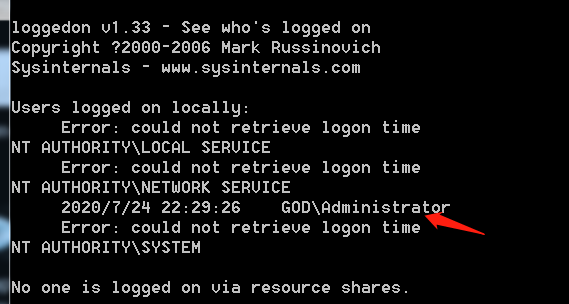 loggedon v1.33 - See who's logged on
Copyright ?2000-2006 Mark Russinovich
Sysinternals - www.sysinternals.com
Users logged on locally:
Error: could not retrieve logon time
NT AUTHORITY\LOCAL SERVICE
Error: could not retrieve logon time
NT AUTHORITY\NETWORK SERVICE
2020/7/24 22:29:26 GOD\Administrator
Error: could not retrieve logon time
NT AUTHORITY\SYSTEM
No one is logged on via resource shares.